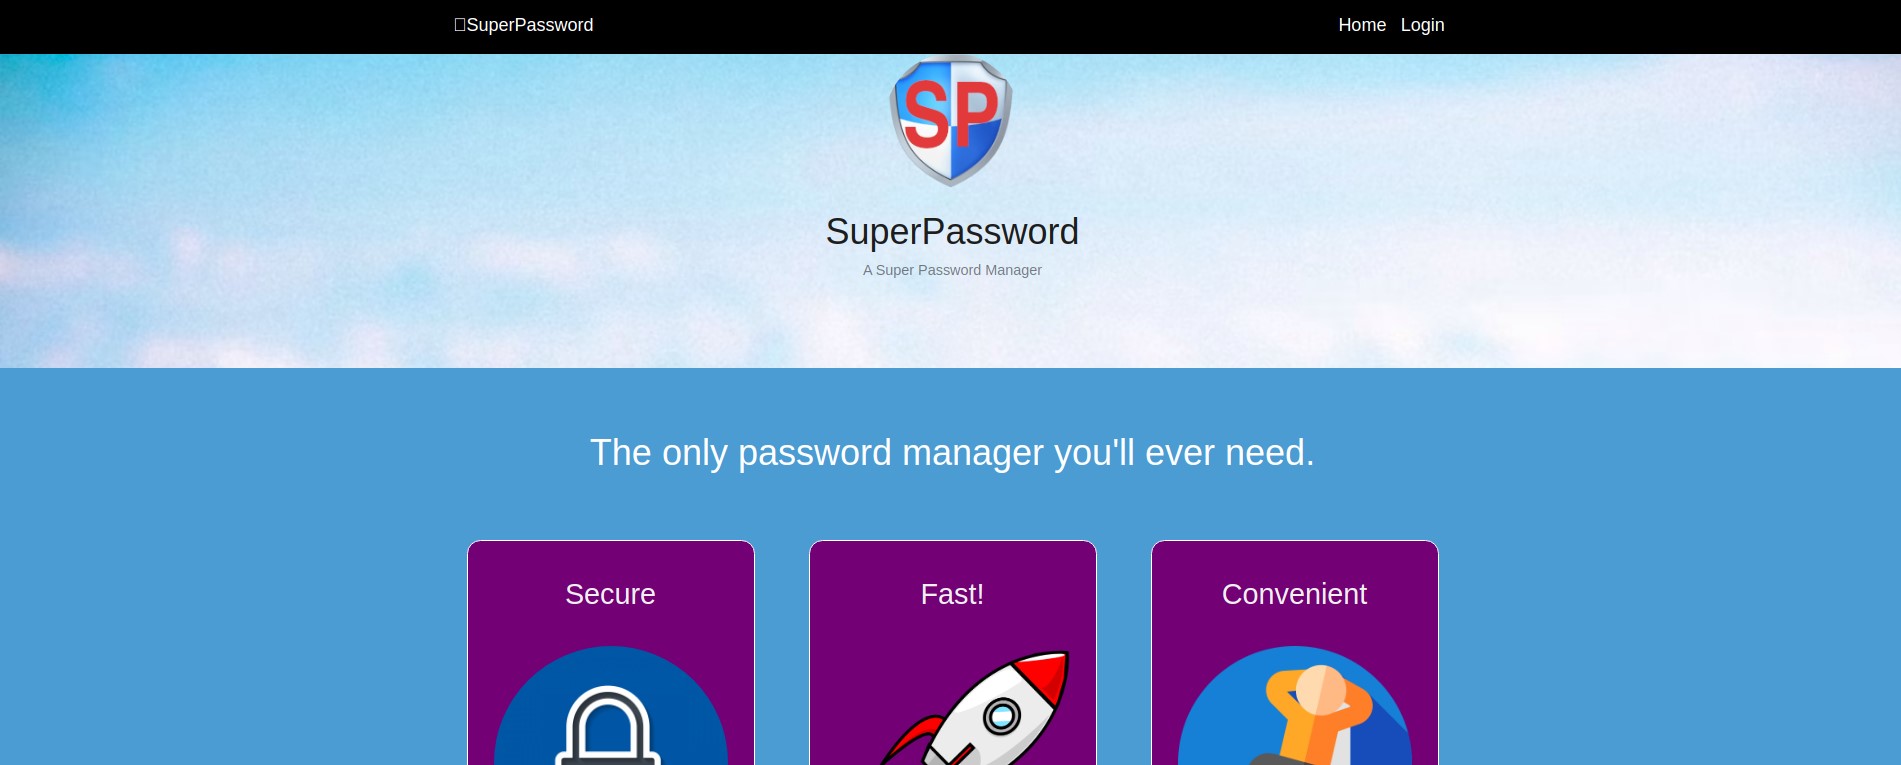 SuperPassword
Home Login
SP
SuperPassword
A Super Password Manager
The only password manager you'll ever need.
Secure
Fast!
Convenient